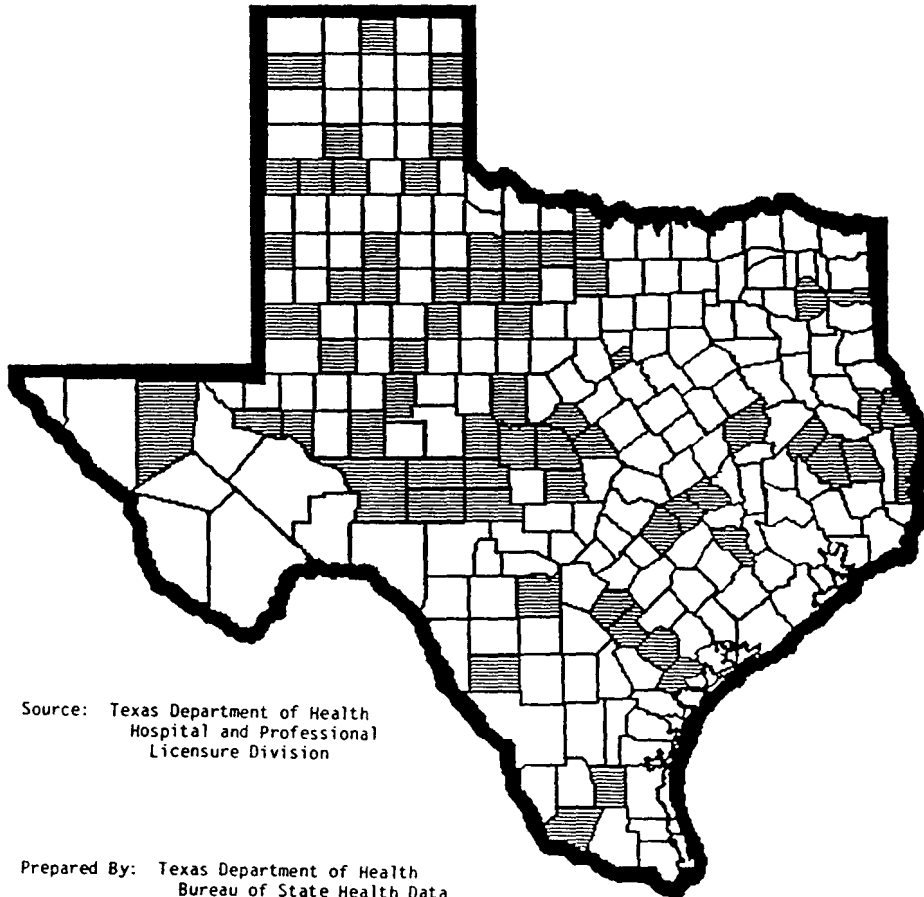 Source: Texas Department of Health
Hospital and Professional
Licensure Division
Prepared By: Texas Department of Health
Bureau of State Health Data